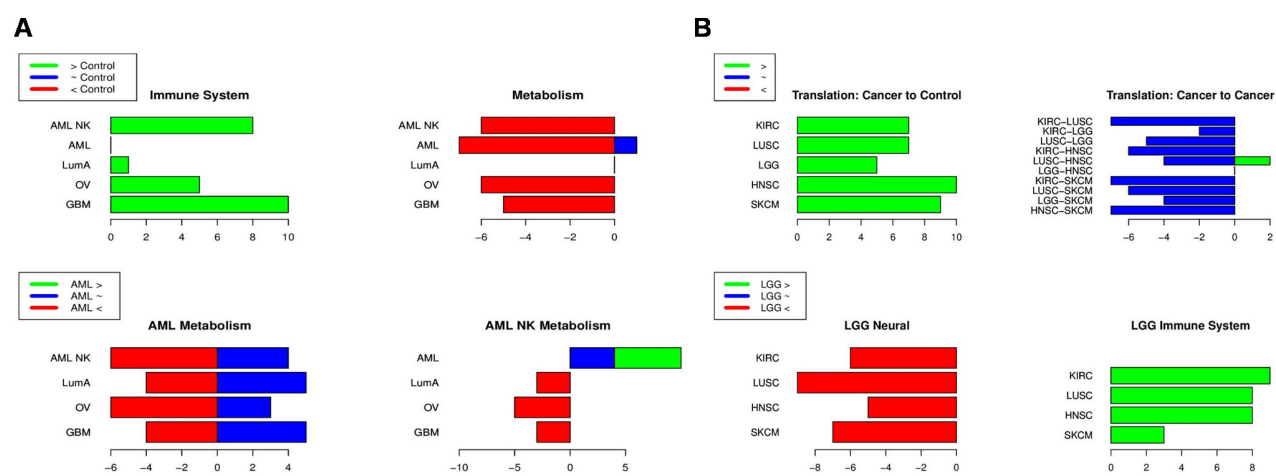 A
B
> Control
~ Control
< Control
Immune System
AML NK
AML
LumA
OV
GBM
0 2 4 6 8 10
Metabolism
AML NK
AML
LumA
OV
GBM
−6 −4 −2 0
>
~
<
Translation: Cancer to Control
KIRC
LUSC
LGG
HNSC
SKCM
0 2 4 6 8 10
Translation: Cancer to Cancer
KIRC−LUSC
KIRC−LGG
LUSC−LGG
KIRC−HNSC
LUSC−HNSC
LGG−HNSC
KIRC−SKCM
LUSC−SKCM
LGG−SKCM
HNSC−SKCM
−6 −4 −2 0 2
AML >
AML ~
AML <
AML Metabolism
AML NK
LumA
OV
GBM
−6 −4 −2 0 2 4
AML NK Metabolism
AML
LumA
OV
GBM
−10 −5 0 5
LGG >
LGG ~
LGG <
LGG Neural
KIRC
LUSC
HNSC
SKCM
−8 −6 −4 −2 0
LGG Immune System
KIRC
LUSC
HNSC
SKCM
0 2 4 6 8